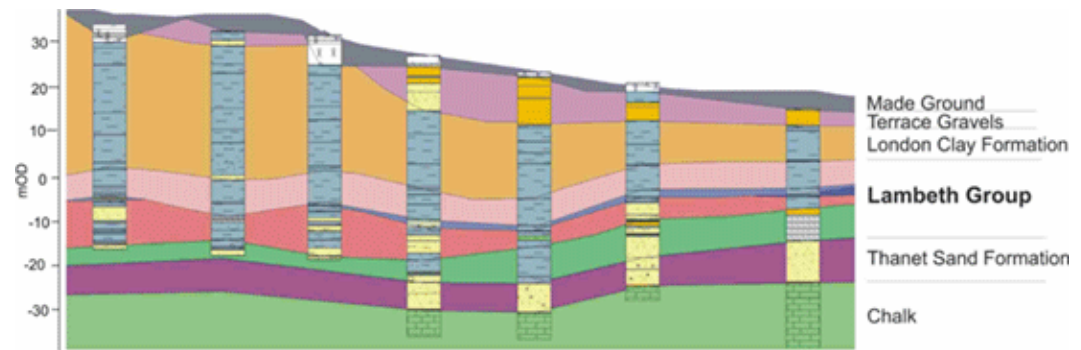 30
20
10
0
-10
-20
-30
mOD
Made Ground
Terrace Gravels
London Clay Formation
Lambeth Group
Thanet Sand Formation
Chalk